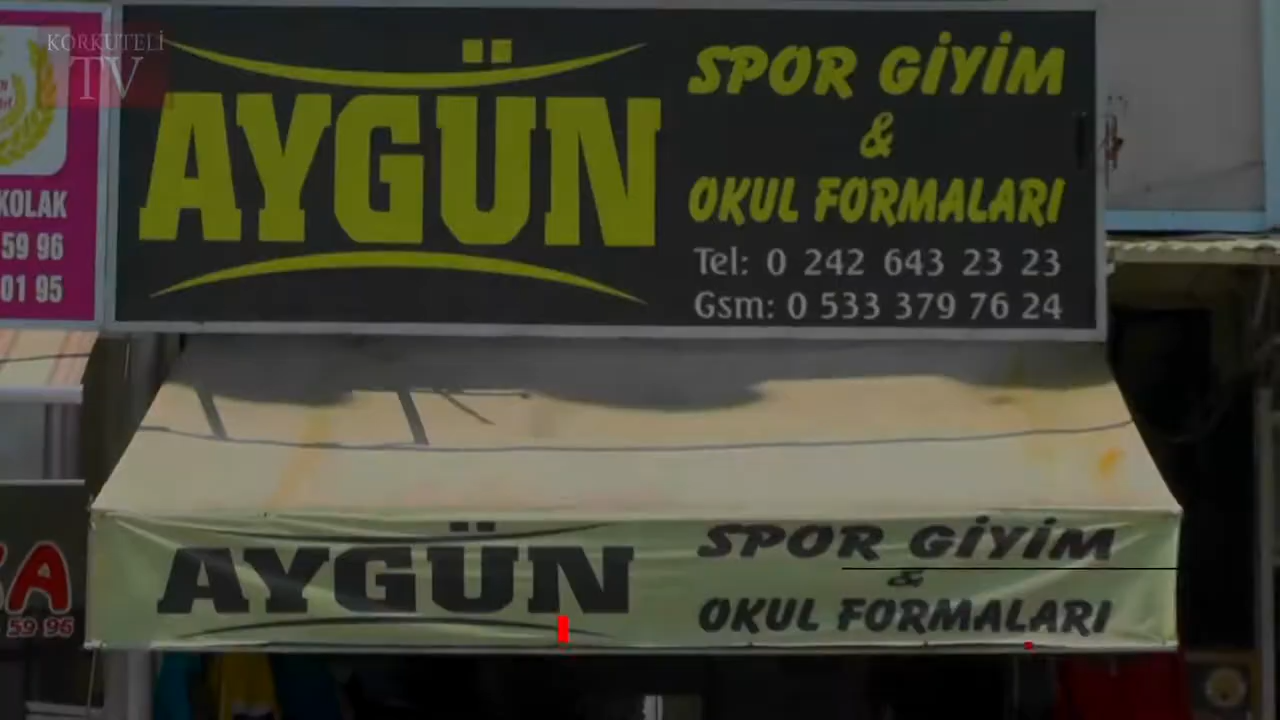 KORKUTELİ
TV
AYGÜN
SPOR GİYİM
&
OKUL FORMALARI
Tel: 0 242 643 23 23
Gsm: 0 533 379 76 24
KOLAK
59 96
01 95
AYGÜN
SPOR GİYİM
&
OKUL FORMALARI
59 96